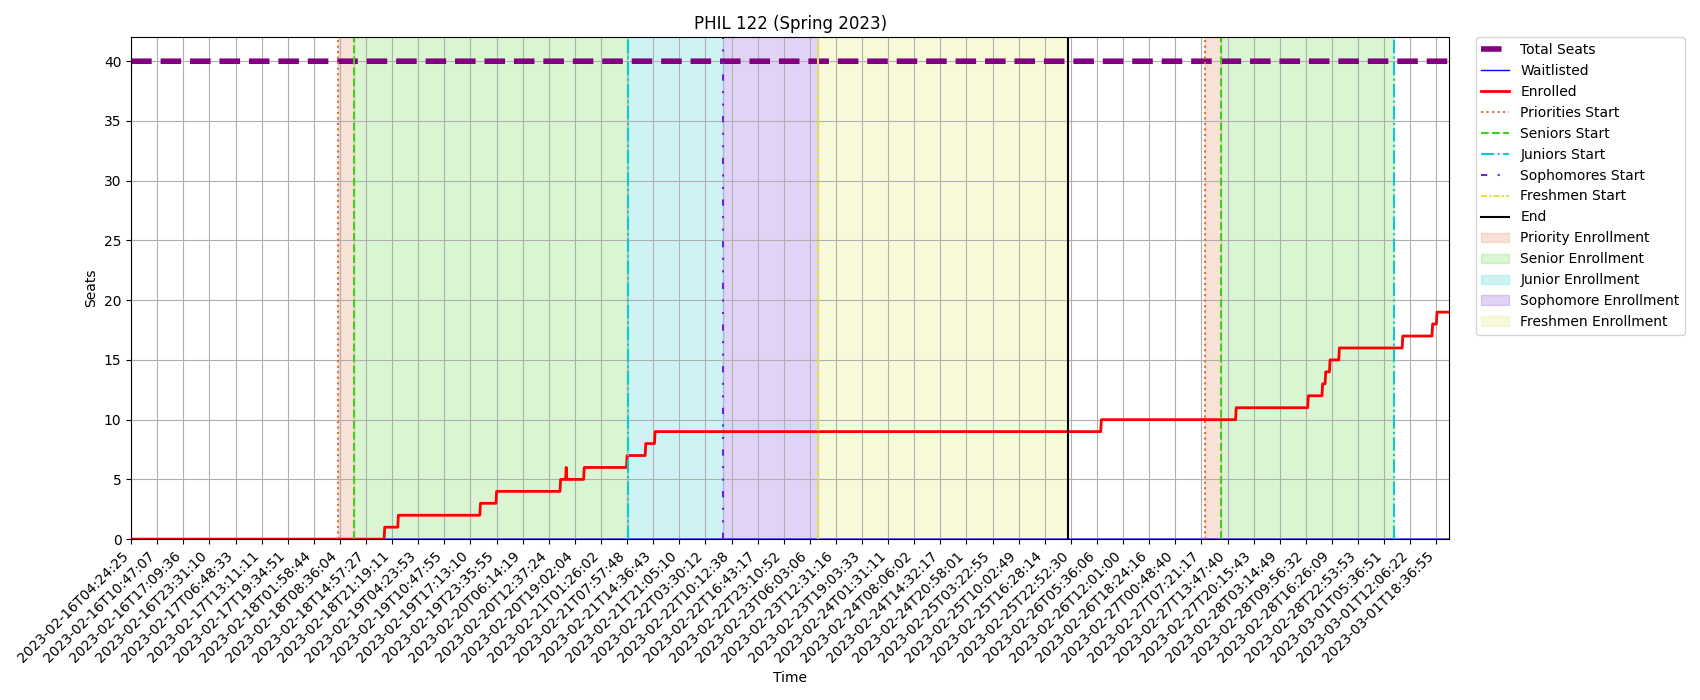 PHIL 122 (Spring 2023)
Seats
40
35
30
25
20
15
10
5
0
2023-02-16T04:24:25
2023-02-16T10:47:07
2023-02-16T17:09:36
2023-02-16T23:31:10
2023-02-17T06:48:33
2023-02-17T13:11:11
2023-02-17T19:34:51
2023-02-18T01:58:44
2023-02-18T08:36:04
2023-02-18T14:57:27
2023-02-18T21:19:11
2023-02-19T04:23:53
2023-02-19T10:47:55
2023-02-19T17:13:10
2023-02-19T23:35:55
2023-02-20T06:14:19
2023-02-20T12:37:24
2023-02-20T19:02:04
2023-02-21T01:26:02
2023-02-21T07:57:48
2023-02-21T14:36:43
2023-02-21T21:05:10
2023-02-22T03:30:12
2023-02-22T10:12:38
2023-02-22T16:43:17
2023-02-22T23:10:52
2023-02-23T06:03:06
2023-02-23T12:31:16
2023-02-23T19:03:33
2023-02-24T01:31:11
2023-02-24T08:06:02
2023-02-24T14:32:17
2023-02-24T20:58:01
2023-02-25T03:22:55
2023-02-25T10:02:49
2023-02-25T16:28:14
2023-02-25T22:52:30
2023-02-26T05:36:06
2023-02-26T12:01:00
2023-02-26T18:24:16
2023-02-27T00:48:40
2023-02-27T07:21:17
2023-02-27T13:47:40
2023-02-27T20:15:43
2023-02-28T03:14:49
2023-02-28T09:56:32
2023-02-28T16:26:09
2023-02-28T22:53:53
2023-03-01T05:36:51
2023-03-01T12:06:22
2023-03-01T18:36:55
Time
Total Seats
Waitlisted
Enrolled
Priorities Start
Seniors Start
Juniors Start
Sophomores Start
Freshmen Start
End
Priority Enrollment
Senior Enrollment
Junior Enrollment
Sophomore Enrollment
Freshmen Enrollment